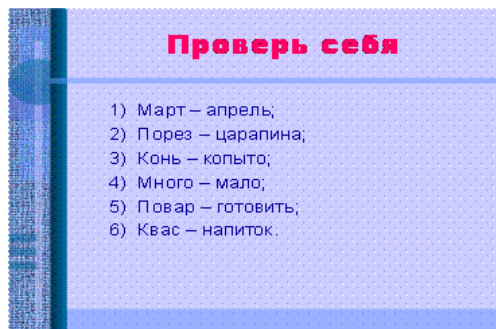 Проверь себя
1) Март – апрель;
2) Порез – царапина;
3) Конь – копыто;
4) Много – мало;
5) Повар – готовить;
6) Квас – напиток.